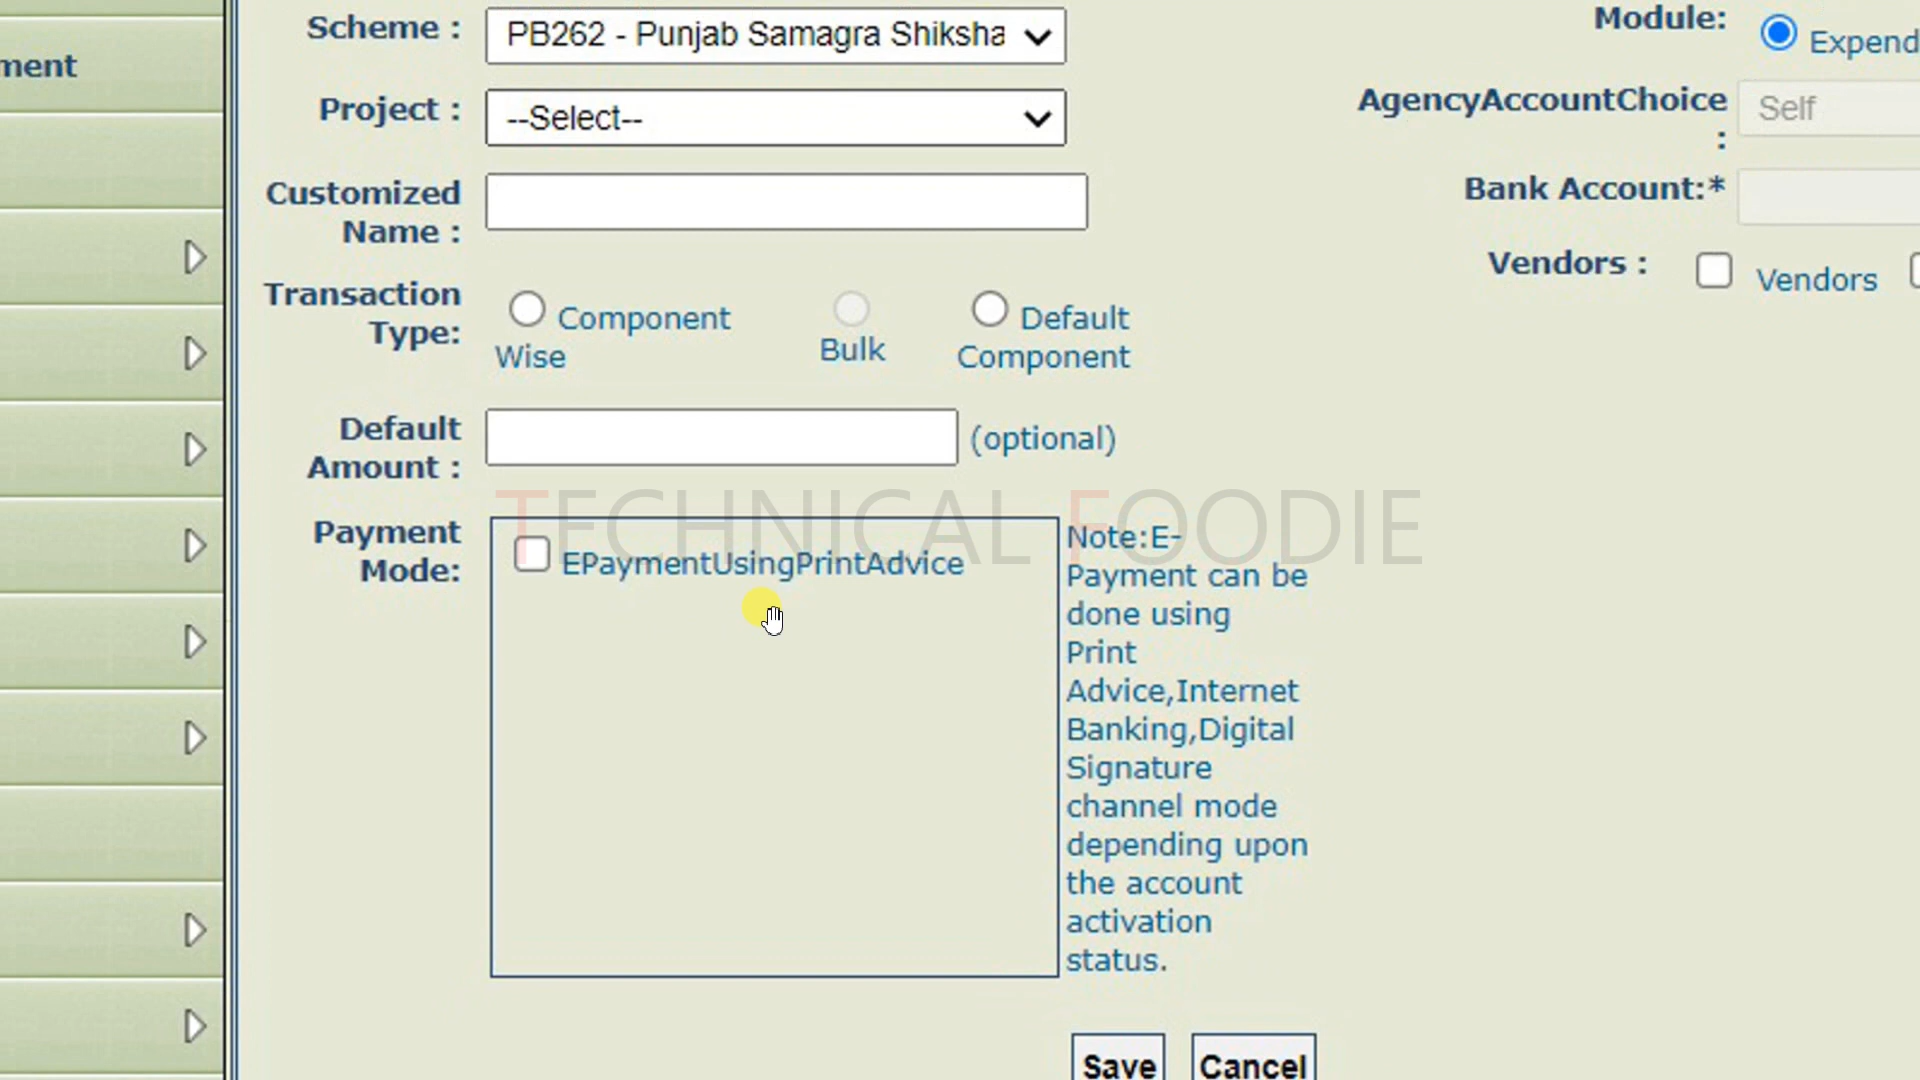 ment
Scheme :
PB262 - Punjab Samagra Shiksha
Project :
--Select--
Customized
Name :
Transaction
Type:
Component
Wise
Bulk
Default
Component
Default
Amount :
(optional)
TECHNICAL FOODIE
Payment
Mode:
EPaymentUsingPrintAdvice
Note:E-
Payment can be
done using
Print
Advice,Internet
Banking,Digital
Signature
channel mode
depending upon
the account
activation
status.
Save
Cancel
Module:
Expend
AgencyAccountChoice
:
Self
Bank Account:*
Vendors :
Vendors